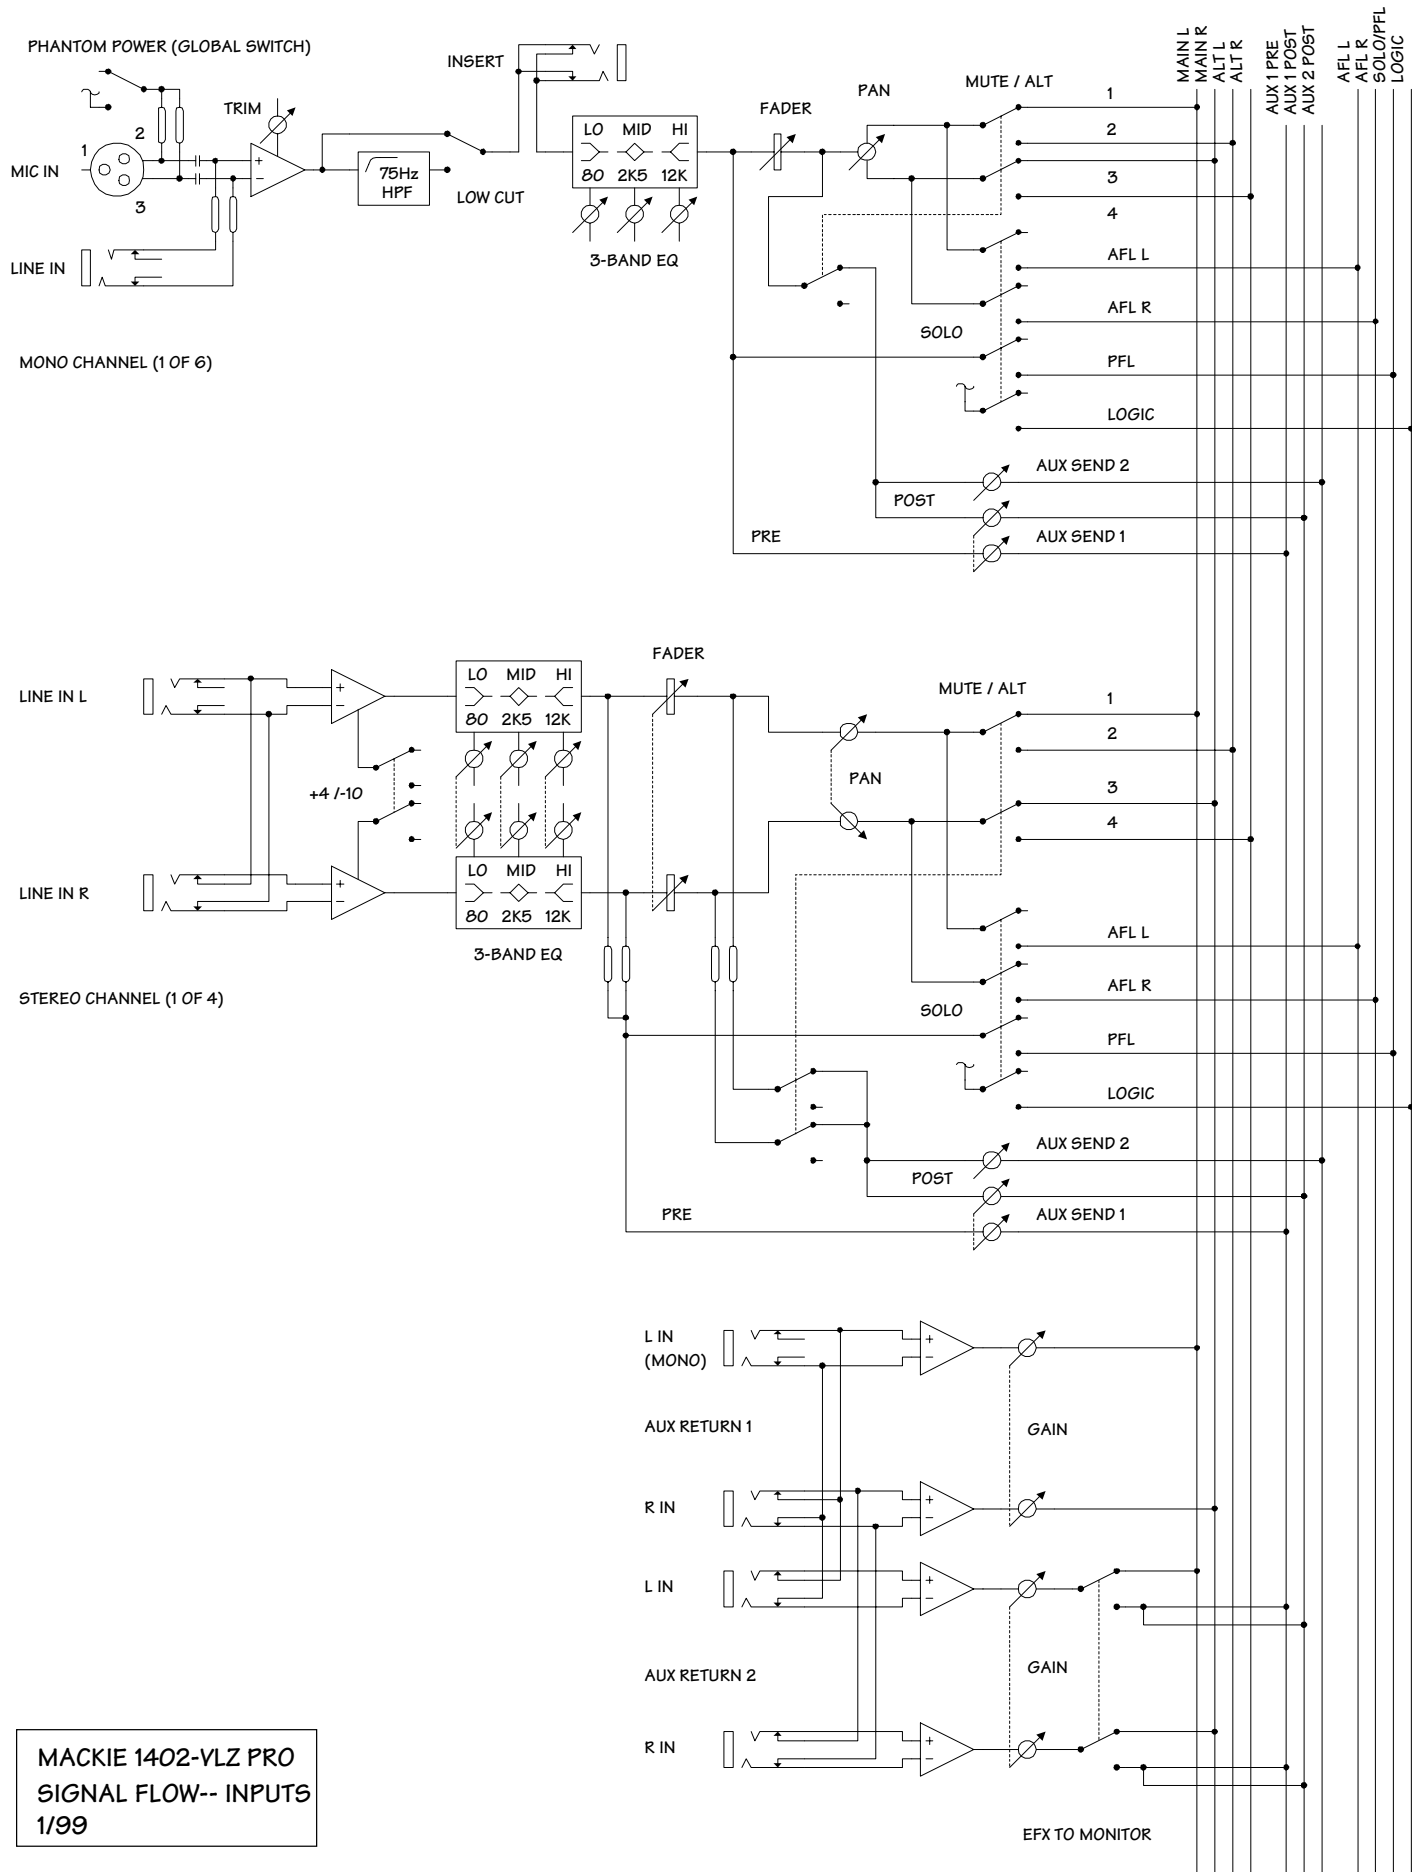 MAIN L
MAIN R
ALT L
ALT R
AUX 1 PRE
AUX 1 POST
AUX 2 POST
AFL L
AFL R
SOLO/PFL
LOGIC
PHANTOM POWER (GLOBAL SWITCH)
INSERT
TRIM
FADER
PAN
MUTE / ALT
1
2
3
4
1
2
3
MIC IN
+
−
75Hz
HPF
LOW CUT
LO MID HI
80 2K5 12K
3-BAND EQ
LINE IN
AFL L
AFL R
SOLO
PFL
LOGIC
MONO CHANNEL (1 OF 6)
AUX SEND 2
POST
PRE
AUX SEND 1
FADER
LINE IN L
+
−
LO MID HI
80 2K5 12K
MUTE / ALT
1
2
3
4
PAN
+4 /-10
LINE IN R
+
−
LO MID HI
80 2K5 12K
3-BAND EQ
AFL L
AFL R
SOLO
PFL
LOGIC
STEREO CHANNEL (1 OF 4)
AUX SEND 2
POST
PRE
AUX SEND 1
L IN
(MONO)
+
−
AUX RETURN 1
GAIN
R IN
+
−
L IN
+
−
AUX RETURN 2
GAIN
R IN
+
−
EFX TO MONITOR
MACKIE 1402-VLZ PRO
SIGNAL FLOW-- INPUTS
1/99